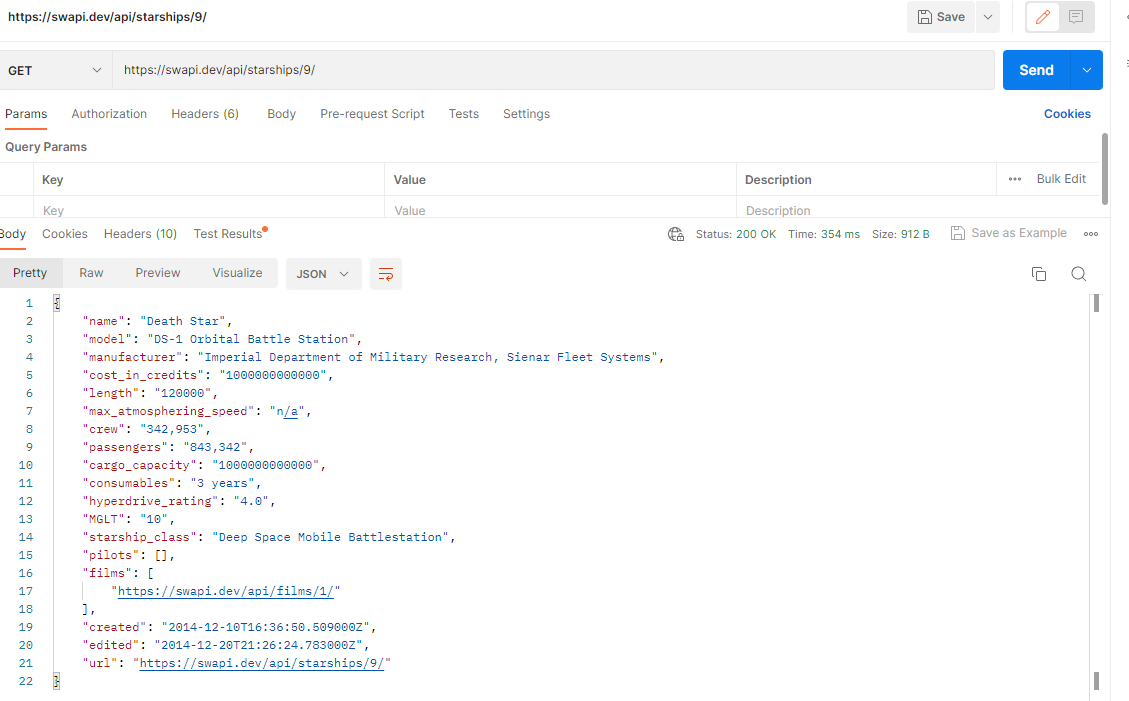 https://swapi.dev/api/starships/9/
Save
GET
https://swapi.dev/api/starships/9/
Send
Params Authorization Headers (6) Body Pre-request Script Tests Settings Cookies
Query Params
Key Value Description Bulk Edit
Key Value Description
Body Cookies Headers (10) Test Results Status: 200 OK Time: 354 ms Size: 912 B Save as Example
Pretty Raw Preview Visualize JSON
1 {
2 "name": "Death Star",
3 "model": "DS-1 Orbital Battle Station",
4 "manufacturer": "Imperial Department of Military Research, Sienar Fleet Systems",
5 "cost_in_credits": "1000000000000",
6 "length": "120000",
7 "max_atmosphering_speed": "n/a",
8 "crew": "342,953",
9 "passengers": "843,342",
10 "cargo_capacity": "1000000000000",
11 "consumables": "3 years",
12 "hyperdrive_rating": "4.0",
13 "MGLT": "10",
14 "starship_class": "Deep Space Mobile Battlestation",
15 "pilots": [],
16 "films": [
17 "https://swapi.dev/api/films/1/"
18 ],
19 "created": "2014-12-10T16:36:50.509000Z",
20 "edited": "2014-12-20T21:26:24.783000Z",
21 "url": "https://swapi.dev/api/starships/9/"
22 }